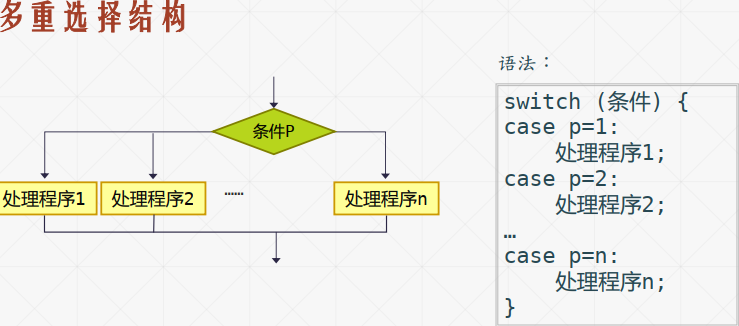 多重选择结构
条件P
处理程序1
处理程序2
……
处理程序n
语法：
switch (条件) {
case p=1:
    处理程序1;
case p=2:
    处理程序2;
…
case p=n:
    处理程序n;
}